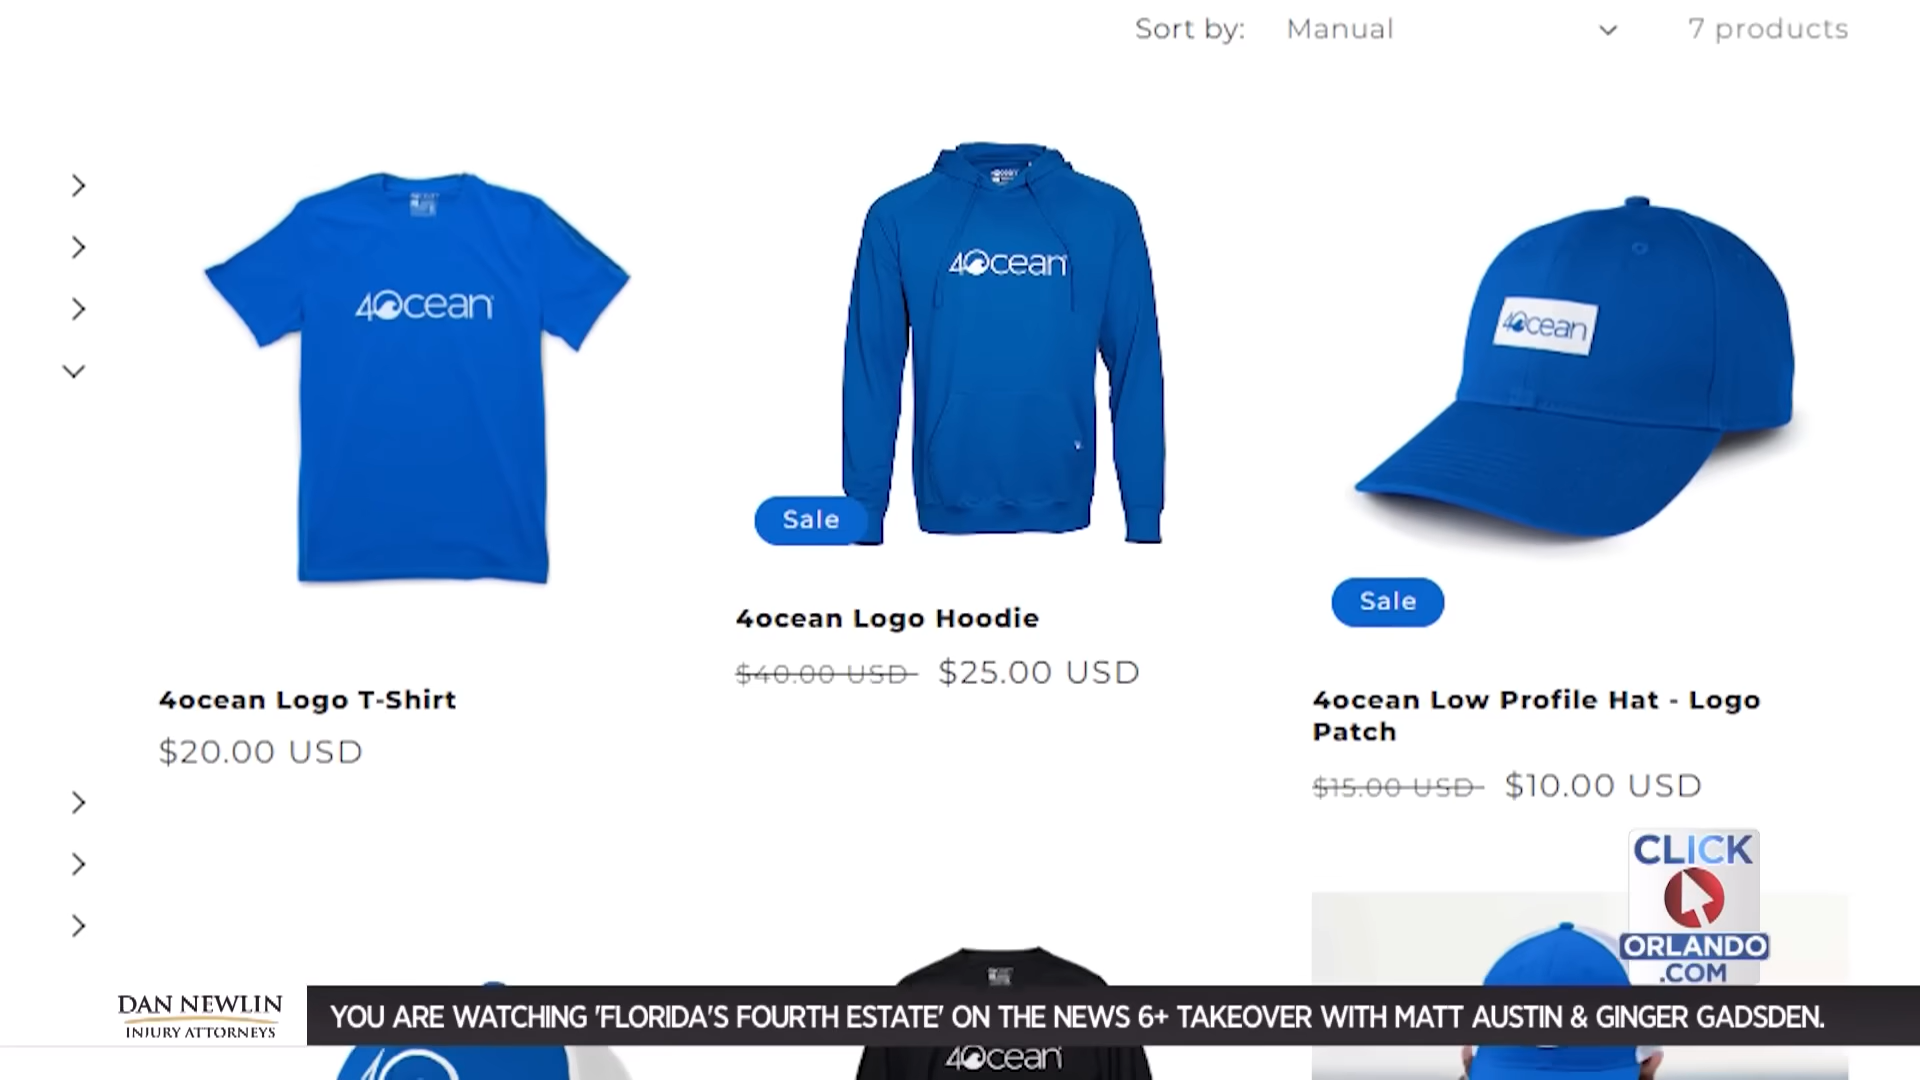 Sort by: Manual 7 products
4ocean
4ocean
4ocean
Sale
Sale
4ocean Logo Hoodie
$40.00 USD $25.00 USD
4ocean Logo T-Shirt
$20.00 USD
4ocean Low Profile Hat - Logo
Patch
$15.00 USD $10.00 USD
CLICK
ORLANDO
.COM
DAN NEWLIN
INJURY ATTORNEYS
YOU ARE WATCHING 'FLORIDA'S FOURTH ESTATE' ON THE NEWS 6+ TAKEOVER WITH MATT AUSTIN & GINGER GADSDEN.
4ocean